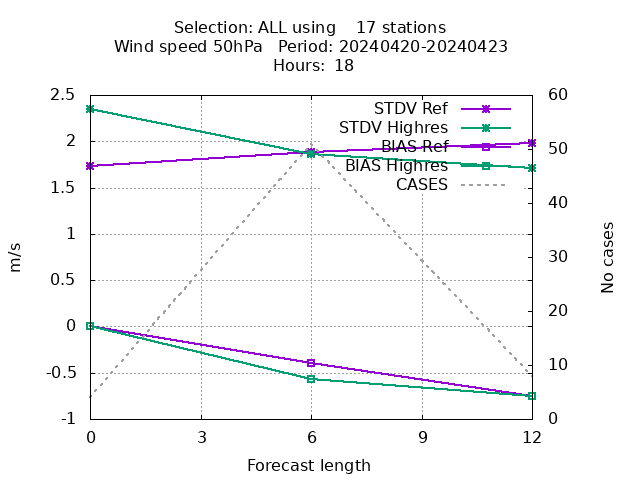 Selection: ALL using    17 stations
Wind speed 50hPa   Period: 20240420-20240423
Hours:  18
2.5
2
1.5
1
0.5
0
-0.5
-1
60
50
40
30
20
10
0
STDV Ref
STDV Highres
BIAS Ref
BIAS Highres
CASES
m/s
No cases
0
3
6
9
12
Forecast length